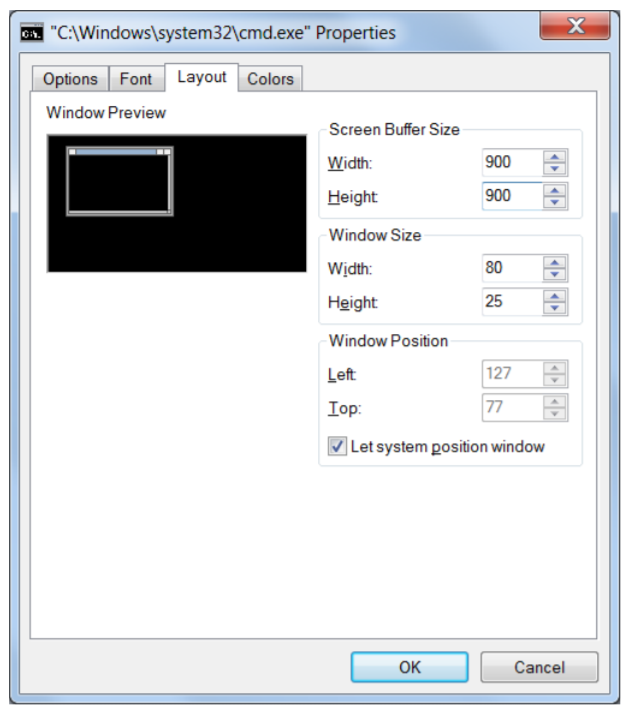 "C:\Windows\system32\cmd.exe" Properties
Options Font Layout Colors
Window Preview
Screen Buffer Size
Width: 900
Height: 900
Window Size
Width: 80
Height: 25
Window Position
Left: 127
Top: 77
Let system position window
OK Cancel